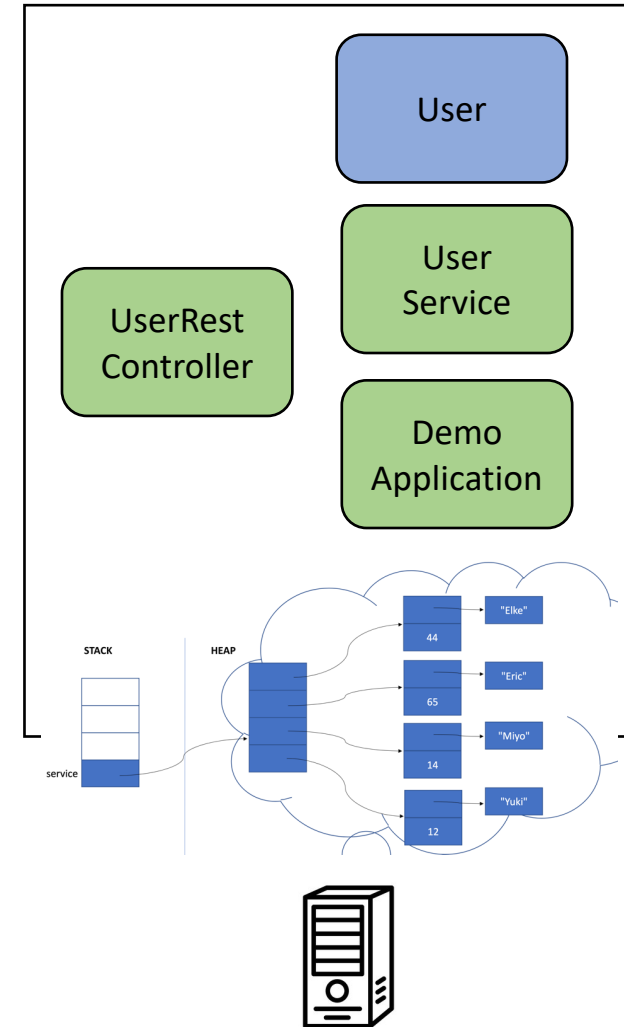 User
User
Service
UserRest
Controller
Demo
Application
STACK
HEAP
"Elke"
44
"Eric"
65
"Miyo"
14
service
"Yuki"
12